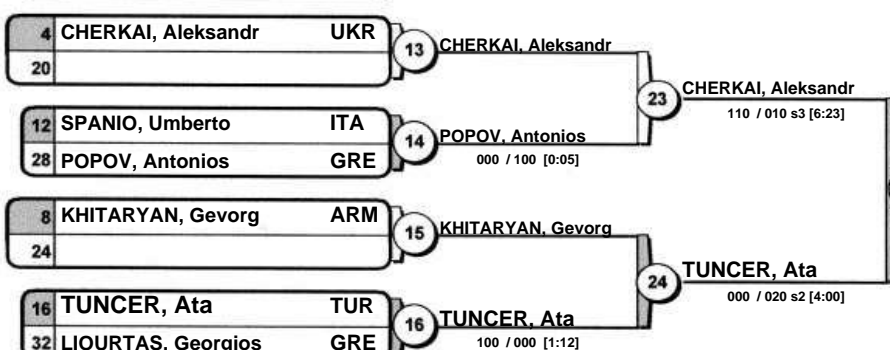 4 CHERKAI, Aleksandr UKR
20
13
CHERKAI, Aleksandr
12 SPANIO, Umberto ITA
28 POPOV, Antonios GRE
14
POPOV, Antonios
000 / 100 [0:05]
23
CHERKAI, Aleksandr
110 / 010 s3 [6:23]
8 KHITARYAN, Gevorg ARM
24
15
KHITARYAN, Gevorg
16 TUNCER, Ata TUR
32 LIOURTAS, Georgios GRE
16
TUNCER, Ata
100 / 000 [1:12]
24
TUNCER, Ata
000 / 020 s2 [4:00]